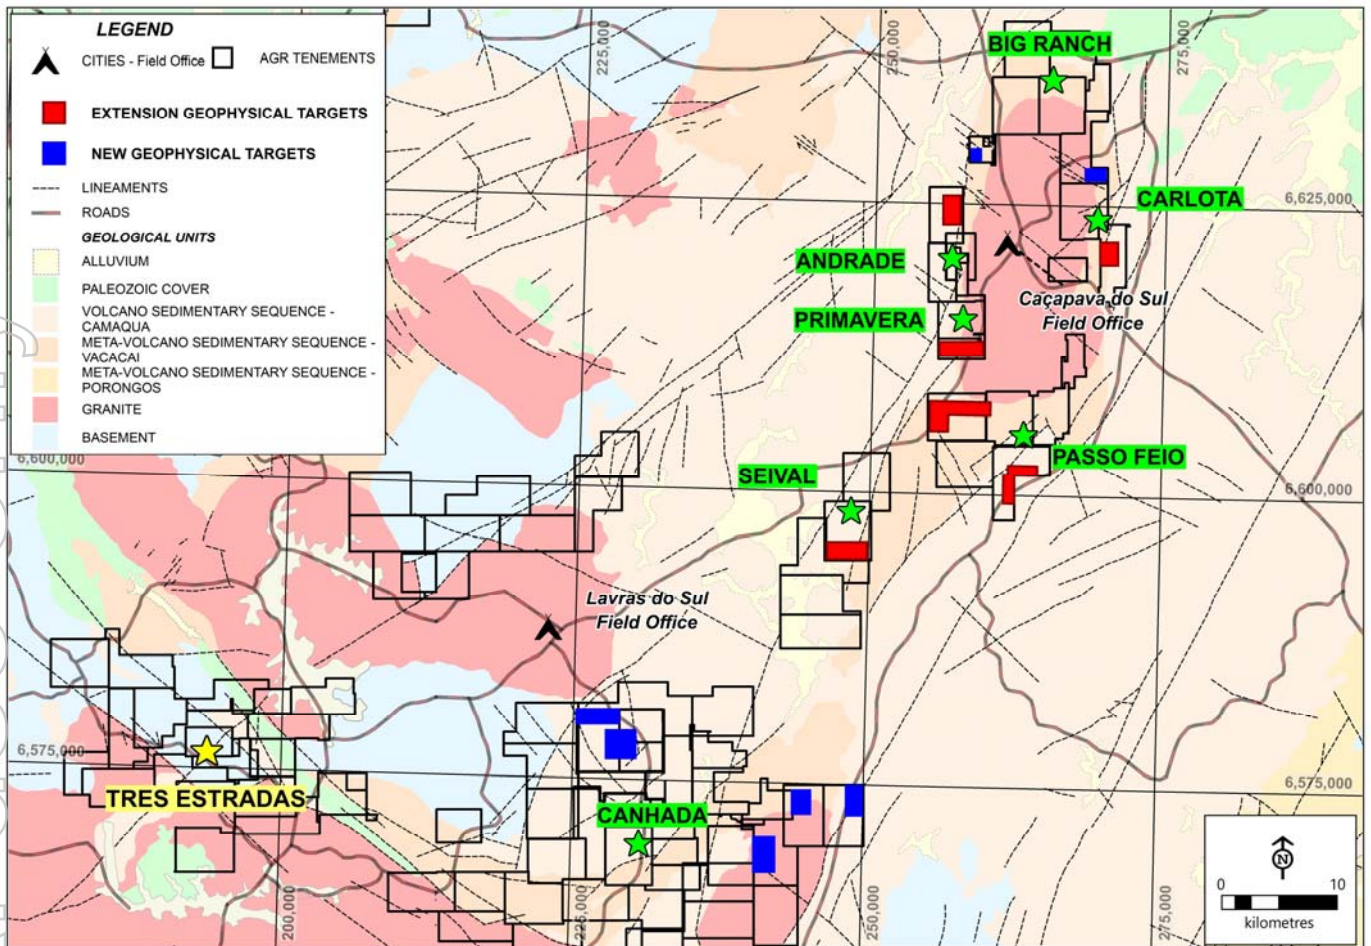 LEGEND
CITIES - Field Office
AGR TENEMENTS
EXTENSION GEOPHYSICAL TARGETS
NEW GEOPHYSICAL TARGETS
LINEAMENTS
ROADS
GEOLOGICAL UNITS
ALLUVIUM
PALEOZOIC COVER
VOLCANO SEDIMENTARY SEQUENCE -
CAMAQUA
META-VOLCANO SEDIMENTARY SEQUENCE -
VACACAI
META-VOLCANO SEDIMENTARY SEQUENCE -
PORONGOS
GRANITE
BASEMENT
225,000
250,000
275,000
BIG RANCH
CARLOTA
6,625,000
ANDRADE
Caçapava do Sul
Field Office
PRIMAVERA
PASSO FEIO
6,600,000
SEIVAL
6,600,000
Lavras do Sul
Field Office
6,575,000
TRES ESTRADAS
CANHADA
6,575,000
200,000
225,000
250,000
275,000
N
0
10
kilometres